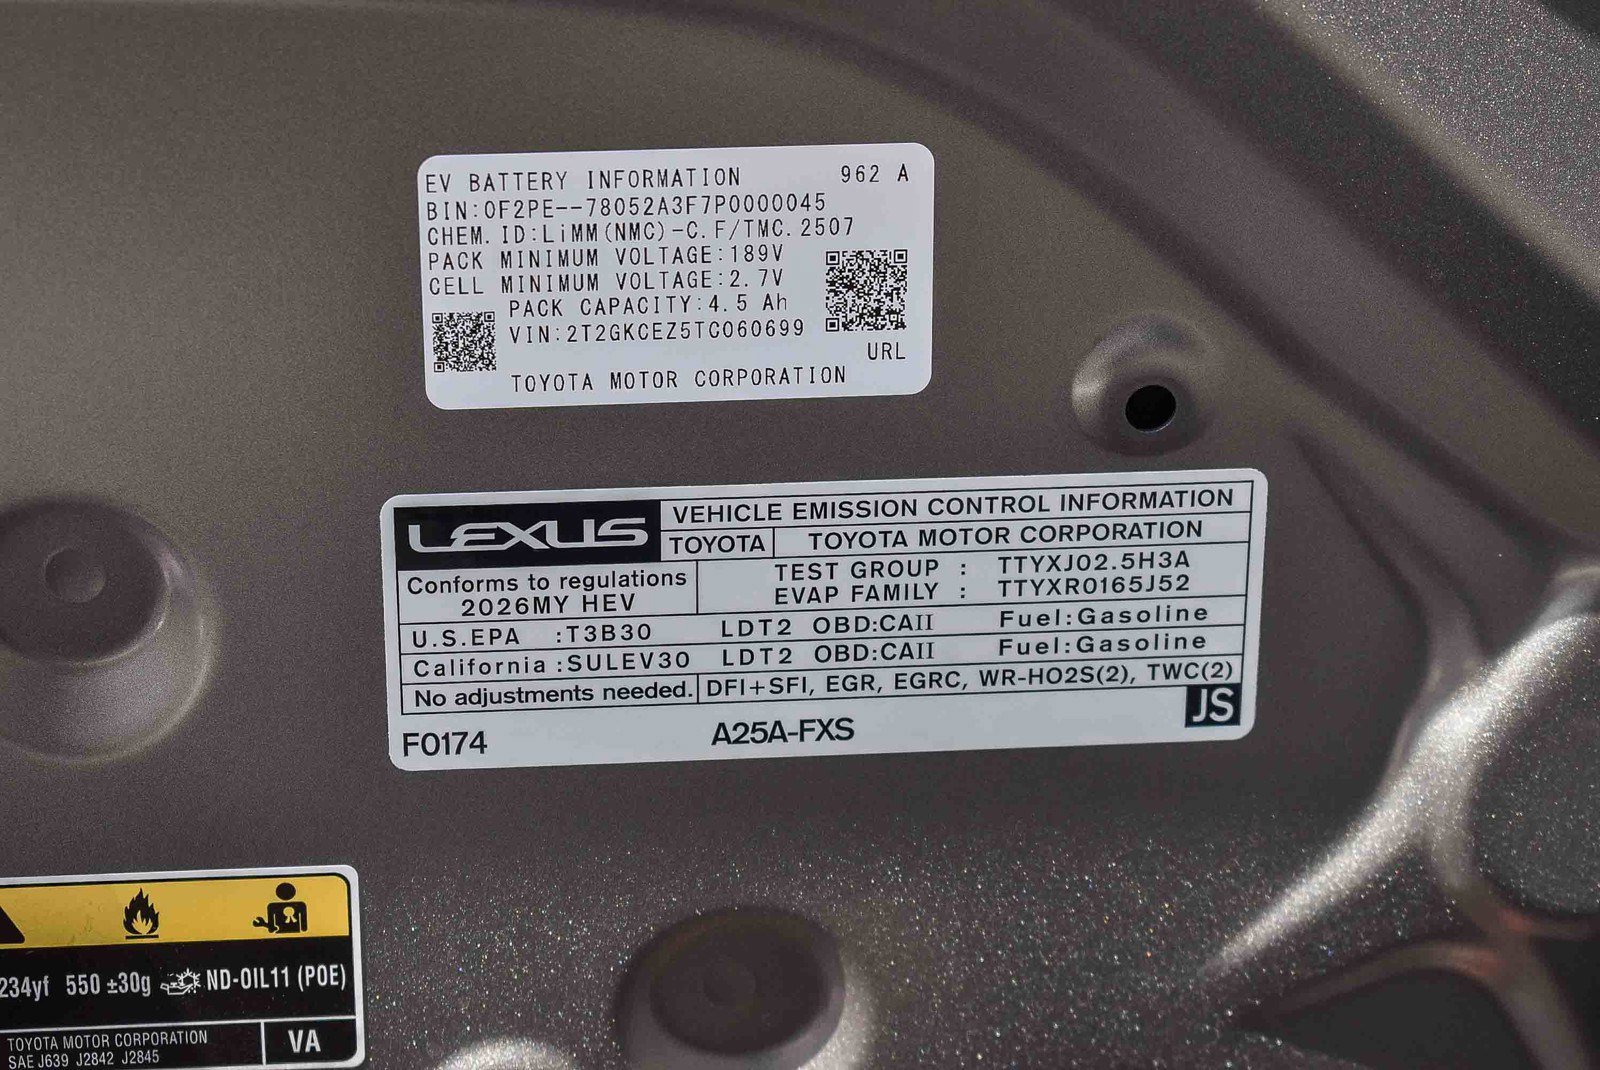 EV BATTERY INFORMATION 962 A
BIN:0F2PE--78052A3F7P0000045
CHEM. ID:LiMM(NMC)-C.F/TMC.2507
PACK MINIMUM VOLTAGE:189V
CELL MINIMUM VOLTAGE:2.7V
PACK CAPACITY:4.5 Ah
VIN:2T2GKCEZ5TC060699
URL
TOYOTA MOTOR CORPORATION
LEXUS VEHICLE EMISSION CONTROL INFORMATION
TOYOTA TOYOTA MOTOR CORPORATION
Conforms to regulations
2026MY HEV
TEST GROUP : TTYXJ02.5H3A
EVAP FAMILY : TTYXR0165J52
U.S.EPA :T3B30 LDT2 OBD:CAII Fuel:Gasoline
California :SULEV30 LDT2 OBD:CAII Fuel:Gasoline
No adjustments needed. DFI+SFI, EGR, EGRC, WR-HO2S(2), TWC(2)
JS
F0174 A25A-FXS
234yf 550 ±30g ND-OIL11 (POE)
TOYOTA MOTOR CORPORATION
SAE J639 J2842 J2845
VA